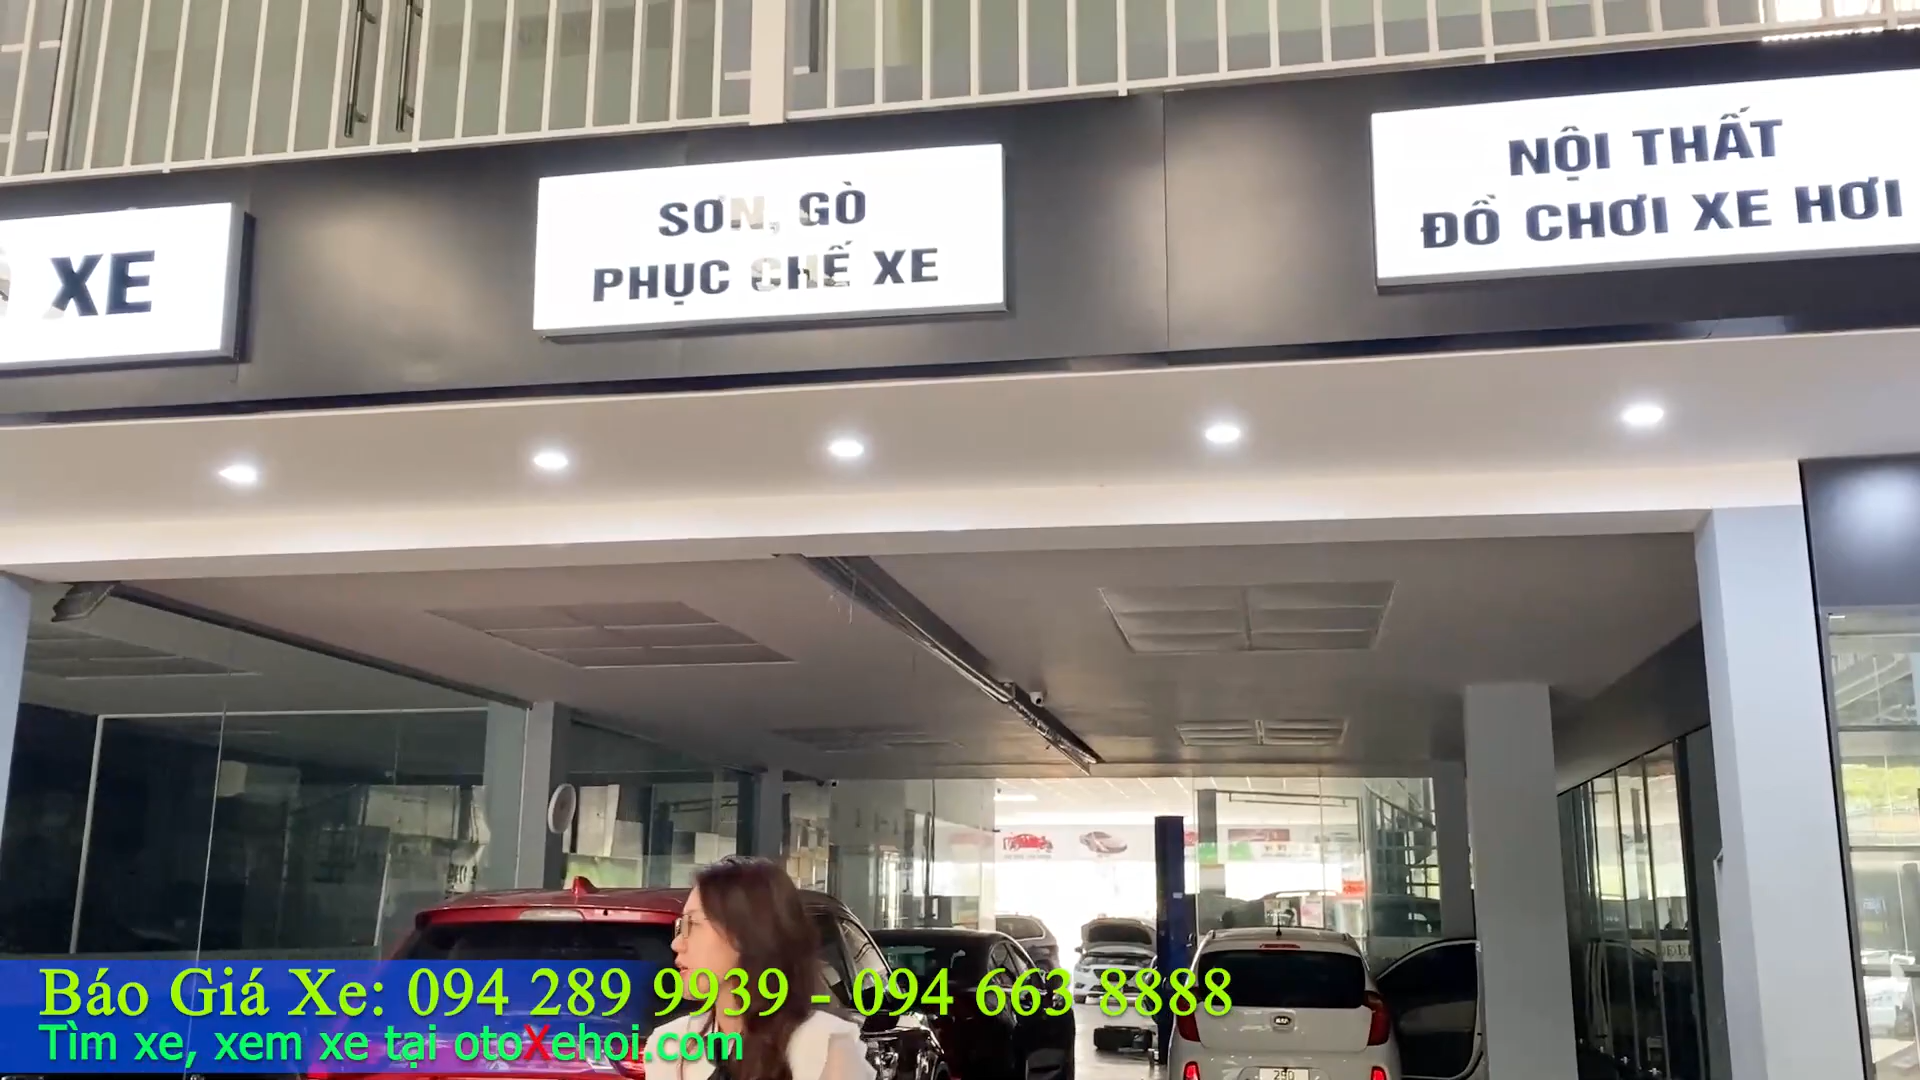 XE
SƠN, GÒ
PHỤC CHẾ XE
NỘI THẤT
ĐỒ CHƠI XE HƠI
Báo Giá Xe: 094 289 9939 - 094 663 8888
Tìm xe, xem xe tại otoXehoi.com
KIA